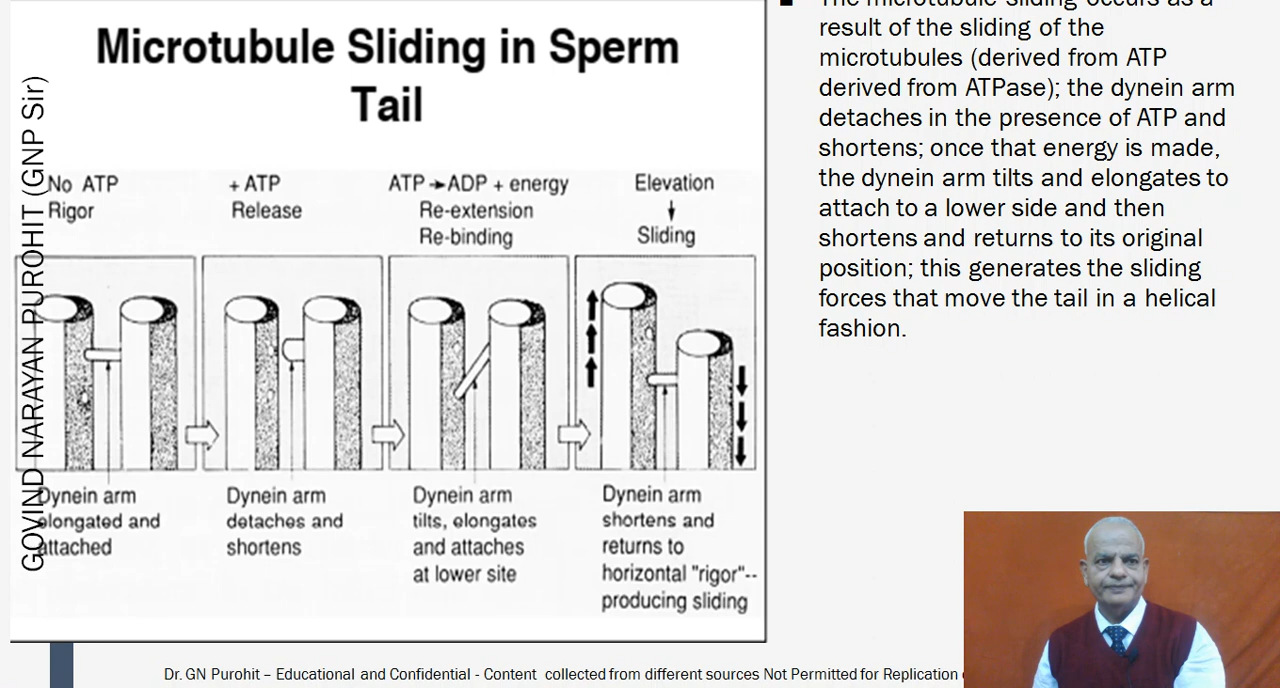 Microtubule Sliding in Sperm
Tail
GOVIND NARAYAN PUROHIT (GNP Sir)
No ATP
Rigor
+ ATP
Release
ATP → ADP + energy
Re-extension
Re-binding
Elevation
↓
Sliding
Dynein arm
elongated and
attached
Dynein arm
detaches and
shortens
Dynein arm
tilts, elongates
and attaches
at lower site
Dynein arm
shortens and
returns to
horizontal "rigor"--
producing sliding
■ The microtubule sliding occurs as a
result of the sliding of the
microtubules (derived from ATP
derived from ATPase); the dynein arm
detaches in the presence of ATP and
shortens; once that energy is made,
the dynein arm tilts and elongates to
attach to a lower side and then
shortens and returns to its original
position; this generates the sliding
forces that move the tail in a helical
fashion.
Dr. GN Purohit – Educational and Confidential - Content collected from different sources Not Permitted for Replication